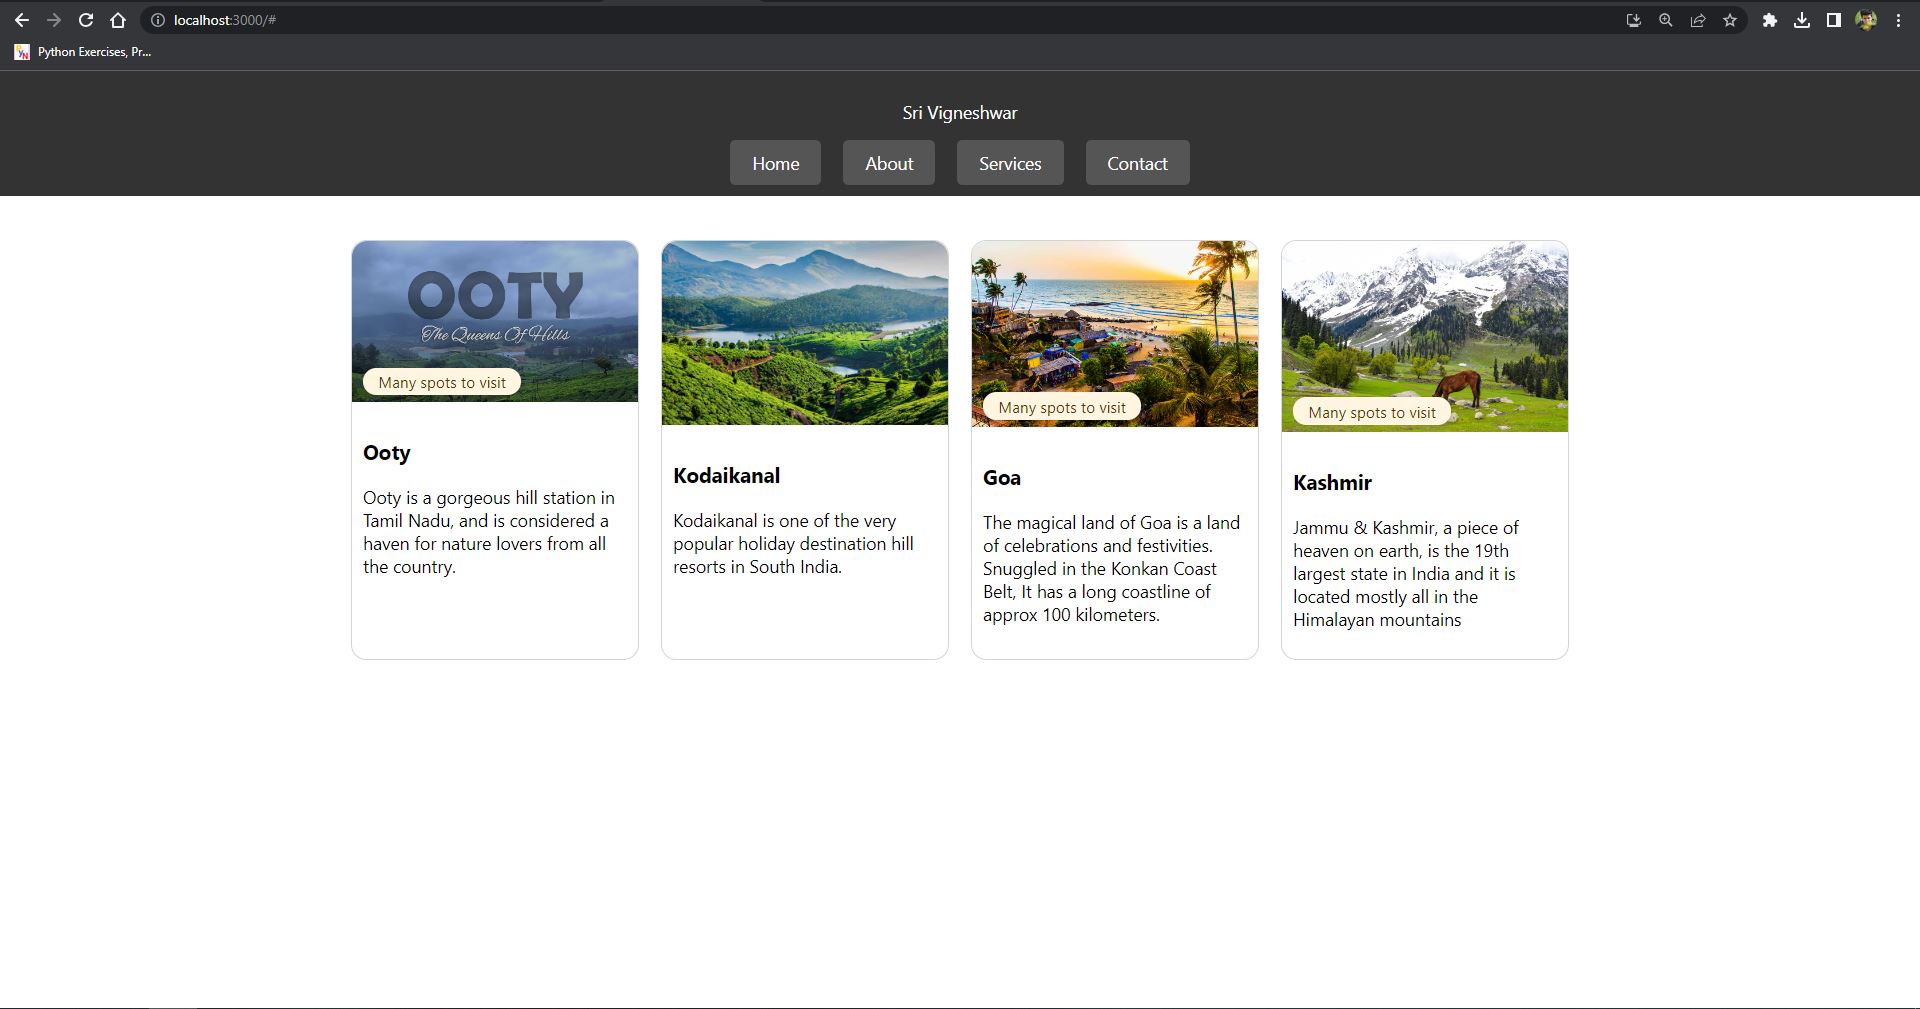 localhost:3000/#
Python Exercises, Pr...
Sri Vigneshwar
Home
About
Services
Contact
OOTY
The Queens Of Hills
Many spots to visit
Ooty
Ooty is a gorgeous hill station in
Tamil Nadu, and is considered a
haven for nature lovers from all
the country.
Kodaikanal
Kodaikanal is one of the very
popular holiday destination hill
resorts in South India.
Many spots to visit
Goa
The magical land of Goa is a land
of celebrations and festivities.
Snuggled in the Konkan Coast
Belt, It has a long coastline of
approx 100 kilometers.
Many spots to visit
Kashmir
Jammu & Kashmir, a piece of
heaven on earth, is the 19th
largest state in India and it is
located mostly all in the
Himalayan mountains